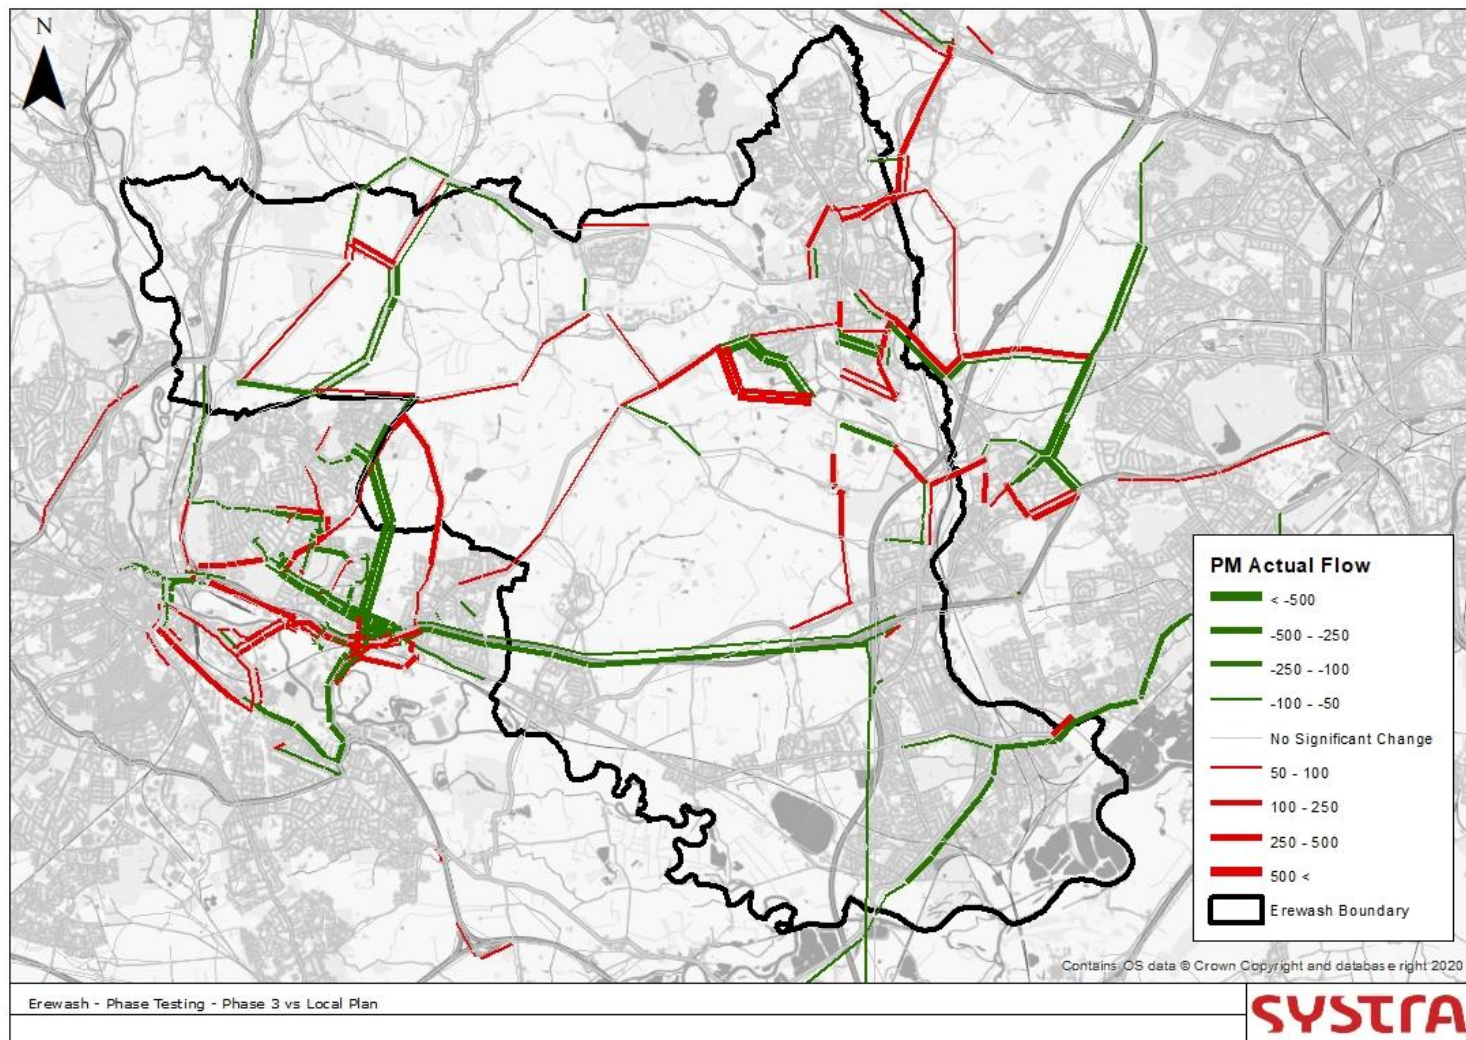 N
PM Actual Flow
< -500
-500 - -250
-250 - -100
-100 - -50
No Significant Change
50 - 100
100 - 250
250 - 500
500 <
Erewash Boundary
Contains OS data © Crown Copyright and database right 2020
Erewash - Phase Testing - Phase 3 vs Local Plan
SYSTRA